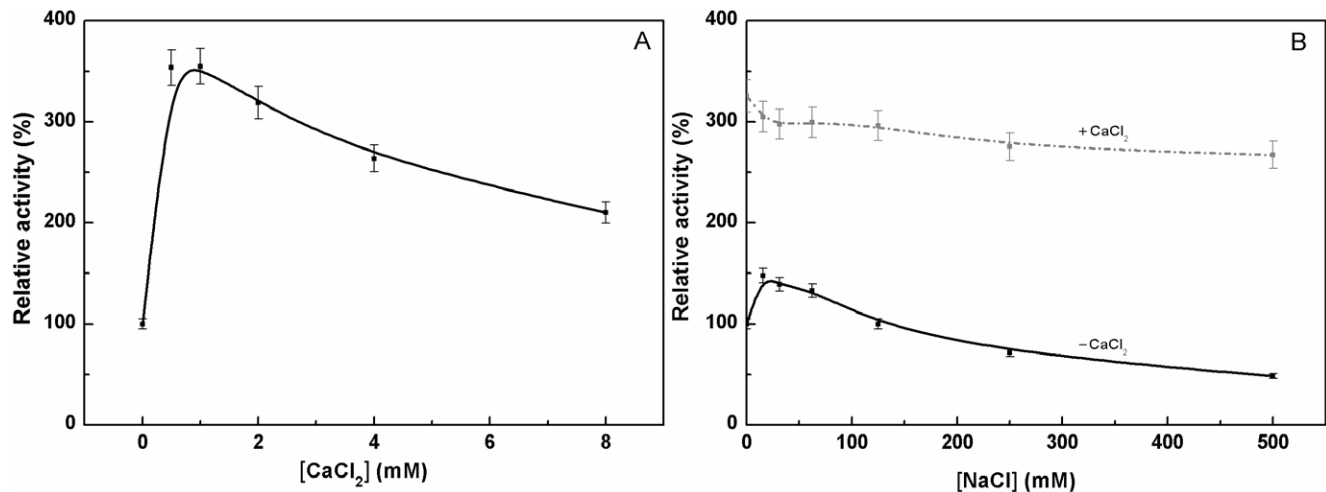 A
Relative activity (%)
400
300
200
100
0
0 2 4 6 8
[CaCl₂] (mM)
B
Relative activity (%)
400
300
200
100
0
+CaCl₂
−CaCl₂
0 100 200 300 400 500
[NaCl] (mM)